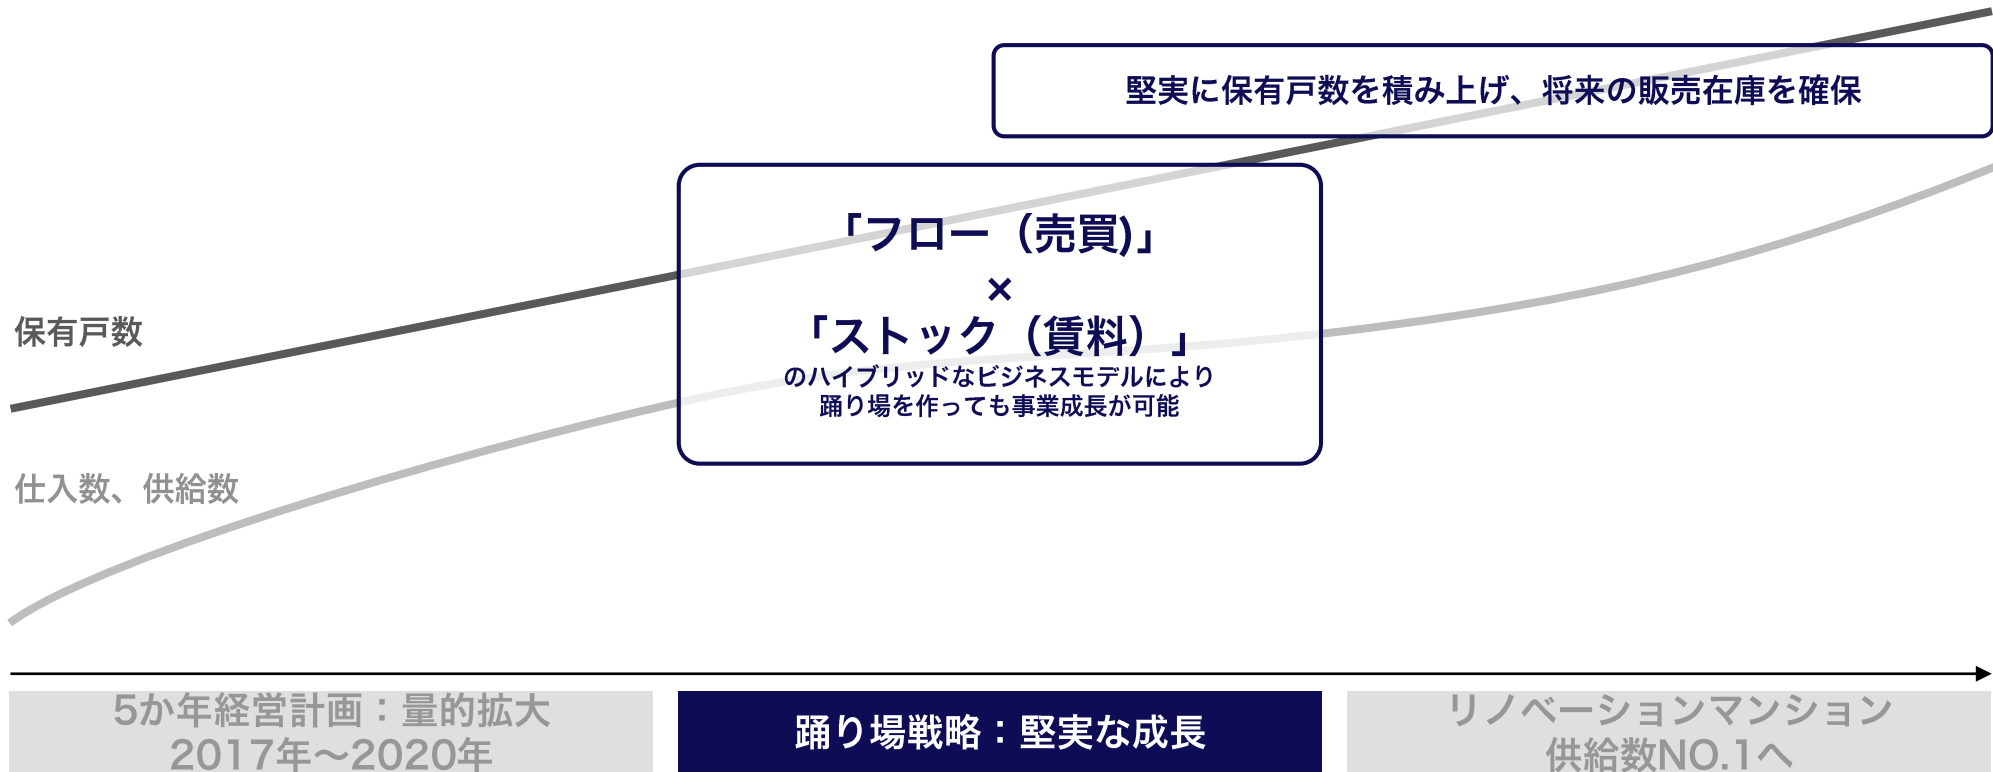 堅実に保有戸数を積み上げ、将来の販売在庫を確保
「フロー（売買)」
×
「ストック（賃料）」
のハイブリッドなビジネスモデルにより
踊り場を作っても事業成長が可能
保有戸数
仕入数、供給数
5か年経営計画：量的拡大
2017年〜2020年
踊り場戦略：堅実な成長
リノベーションマンション
供給数NO.1へ